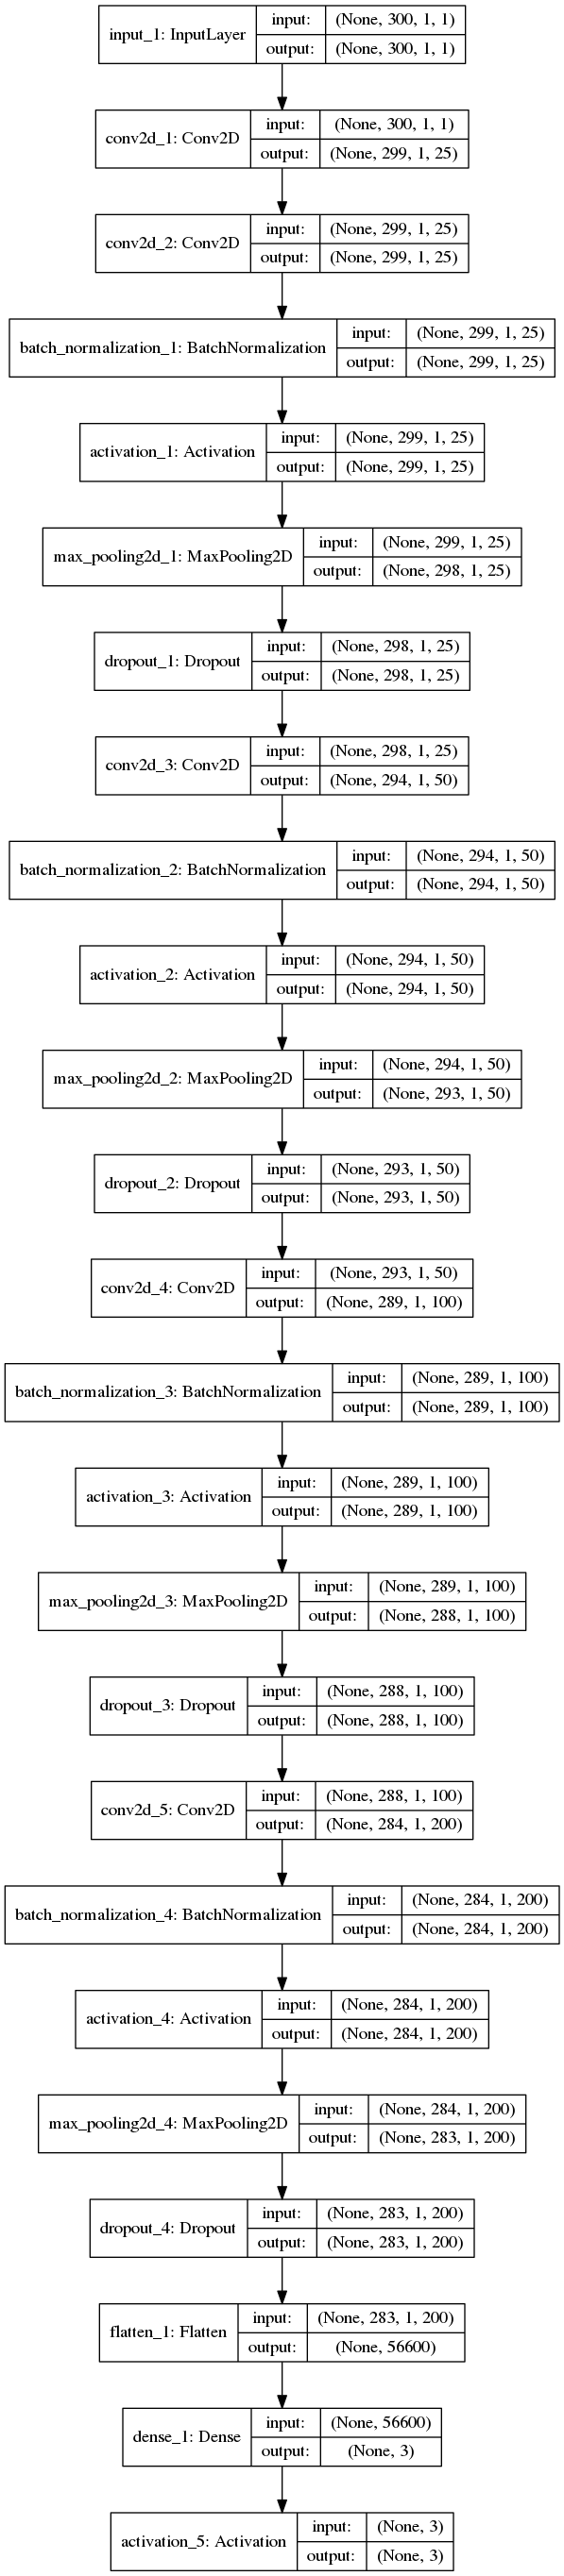 input_1: InputLayer
input: (None, 300, 1, 1)
output: (None, 300, 1, 1)
conv2d_1: Conv2D
input: (None, 300, 1, 1)
output: (None, 299, 1, 25)
conv2d_2: Conv2D
input: (None, 299, 1, 25)
output: (None, 299, 1, 25)
batch_normalization_1: BatchNormalization
input: (None, 299, 1, 25)
output: (None, 299, 1, 25)
activation_1: Activation
input: (None, 299, 1, 25)
output: (None, 299, 1, 25)
max_pooling2d_1: MaxPooling2D
input: (None, 299, 1, 25)
output: (None, 298, 1, 25)
dropout_1: Dropout
input: (None, 298, 1, 25)
output: (None, 298, 1, 25)
conv2d_3: Conv2D
input: (None, 298, 1, 25)
output: (None, 294, 1, 50)
batch_normalization_2: BatchNormalization
input: (None, 294, 1, 50)
output: (None, 294, 1, 50)
activation_2: Activation
input: (None, 294, 1, 50)
output: (None, 294, 1, 50)
max_pooling2d_2: MaxPooling2D
input: (None, 294, 1, 50)
output: (None, 293, 1, 50)
dropout_2: Dropout
input: (None, 293, 1, 50)
output: (None, 293, 1, 50)
conv2d_4: Conv2D
input: (None, 293, 1, 50)
output: (None, 289, 1, 100)
batch_normalization_3: BatchNormalization
input: (None, 289, 1, 100)
output: (None, 289, 1, 100)
activation_3: Activation
input: (None, 289, 1, 100)
output: (None, 289, 1, 100)
max_pooling2d_3: MaxPooling2D
input: (None, 289, 1, 100)
output: (None, 288, 1, 100)
dropout_3: Dropout
input: (None, 288, 1, 100)
output: (None, 288, 1, 100)
conv2d_5: Conv2D
input: (None, 288, 1, 100)
output: (None, 284, 1, 200)
batch_normalization_4: BatchNormalization
input: (None, 284, 1, 200)
output: (None, 284, 1, 200)
activation_4: Activation
input: (None, 284, 1, 200)
output: (None, 284, 1, 200)
max_pooling2d_4: MaxPooling2D
input: (None, 284, 1, 200)
output: (None, 283, 1, 200)
dropout_4: Dropout
input: (None, 283, 1, 200)
output: (None, 283, 1, 200)
flatten_1: Flatten
input: (None, 283, 1, 200)
output: (None, 56600)
dense_1: Dense
input: (None, 56600)
output: (None, 3)
activation_5: Activation
input: (None, 3)
output: (None, 3)